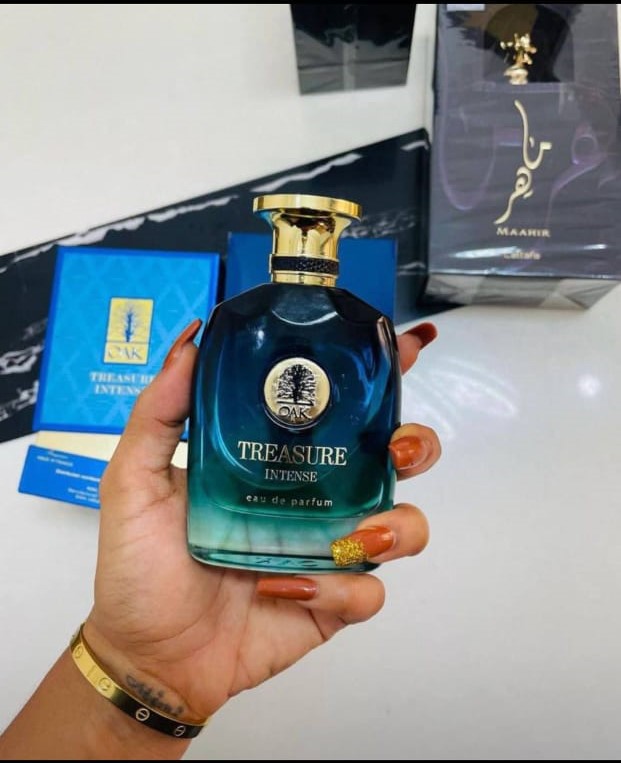 ماهر
MAAHIR
Lattafa
OAK
TREASURE
INTENSE
OAK
TREASURE
INTENSE
eau de parfum